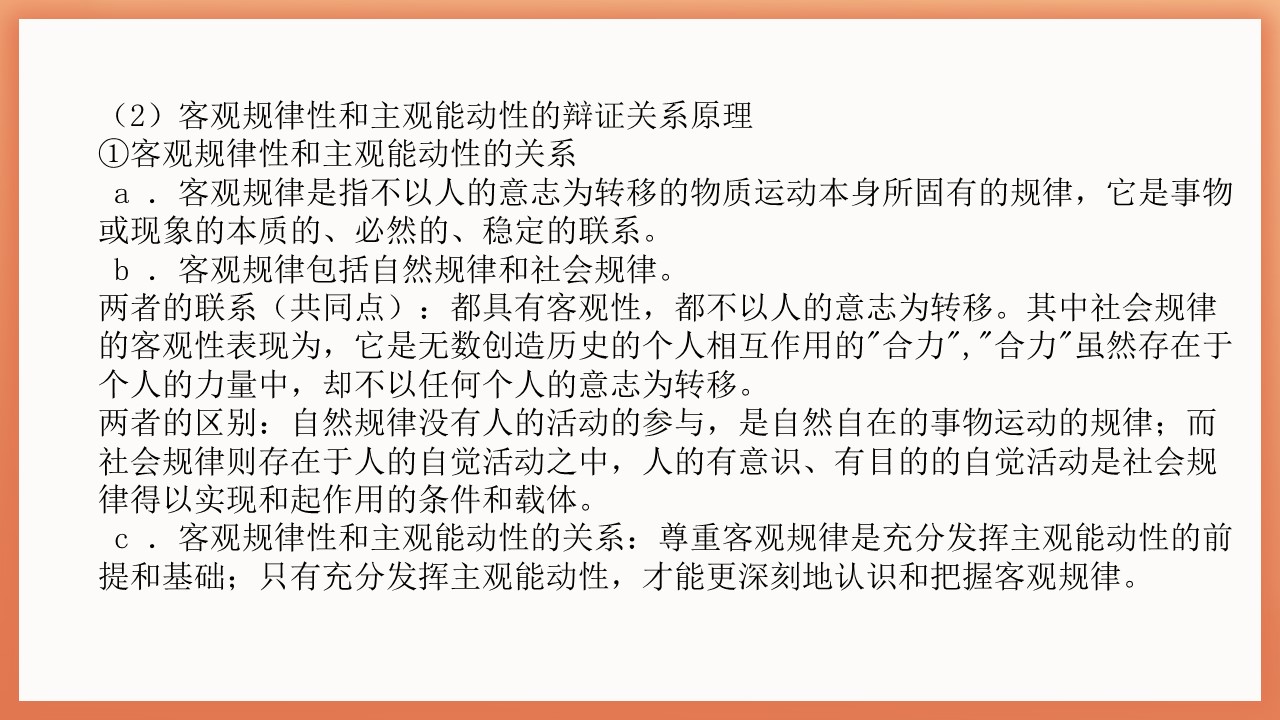 （2）客观规律性和主观能动性的辩证关系原理
①客观规律性和主观能动性的关系
ａ．客观规律是指不以人的意志为转移的物质运动本身所固有的规律，它是事物
或现象的本质的、必然的、稳定的联系。
ｂ．客观规律包括自然规律和社会规律。
两者的联系（共同点）：都具有客观性，都不以人的意志为转移。其中社会规律
的客观性表现为，它是无数创造历史的个人相互作用的"合力","合力"虽然存在于
个人的力量中，却不以任何个人的意志为转移。
两者的区别：自然规律没有人的活动的参与，是自然自在的事物运动的规律；而
社会规律则存在于人的自觉活动之中，人的有意识、有目的的自觉活动是社会规
律得以实现和起作用的条件和载体。
ｃ．客观规律性和主观能动性的关系：尊重客观规律是充分发挥主观能动性的前
提和基础；只有充分发挥主观能动性，才能更深刻地认识和把握客观规律。